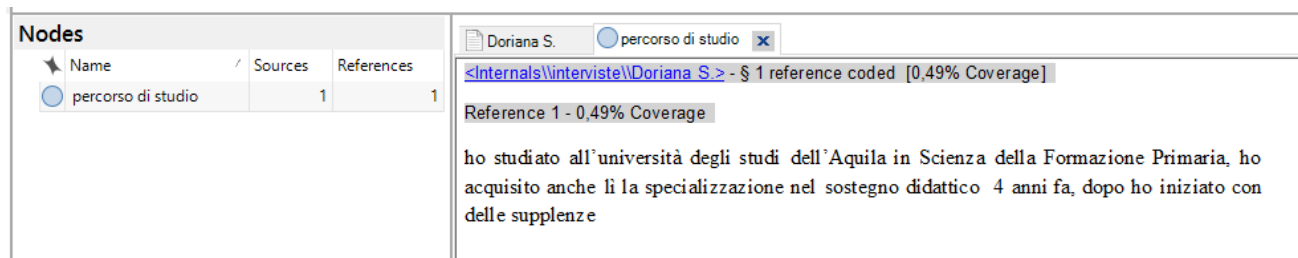 Nodes
Name / Sources References
percorso di studio 1 1
Doriana S. percorso di studio x
<Internals\\interviste\\Doriana S.> - § 1 reference coded [0,49% Coverage]
Reference 1 - 0,49% Coverage
ho studiato all'università degli studi dell'Aquila in Scienza della Formazione Primaria, ho
acquisito anche lì la specializzazione nel sostegno didattico 4 anni fa, dopo ho iniziato con
delle supplenze